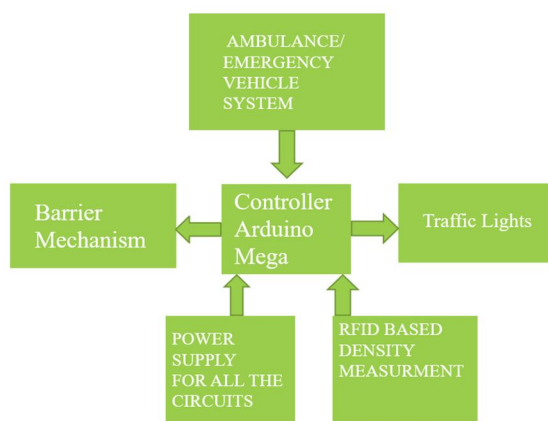 AMBULANCE/
EMERGENCY
VEHICLE
SYSTEM
Barrier
Mechanism
Controller
Arduino
Mega
Traffic Lights
POWER
SUPPLY
FOR ALL THE
CIRCUITS
RFID BASED
DENSITY
MEASURMENT